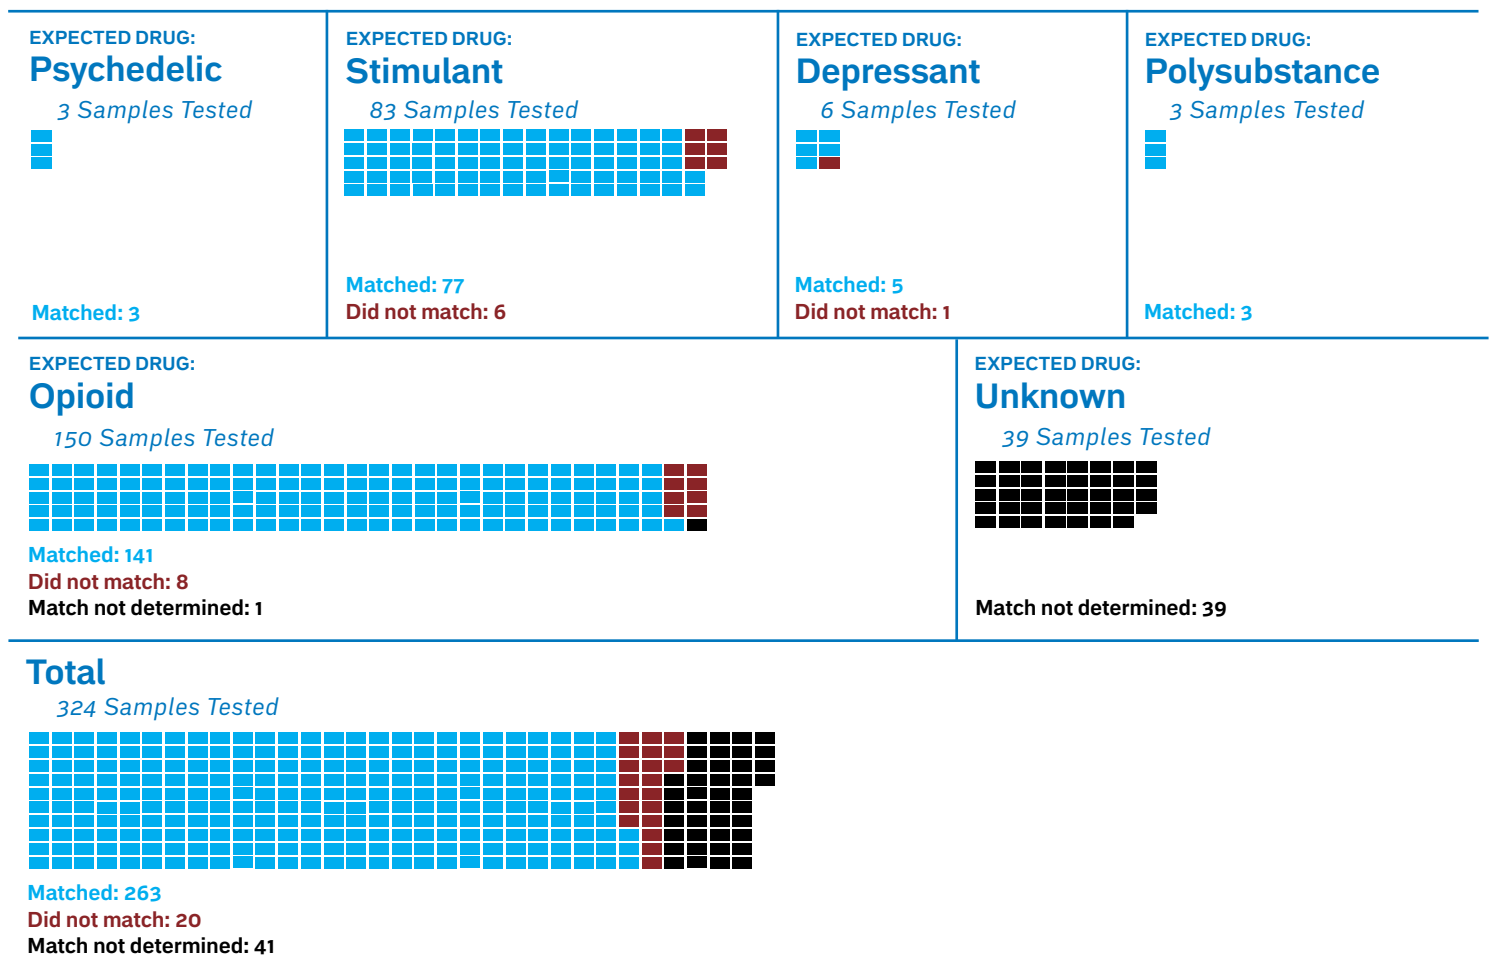 EXPECTED DRUG:
Psychedelic
3 Samples Tested
Matched: 3
EXPECTED DRUG:
Stimulant
83 Samples Tested
Matched: 77
Did not match: 6
EXPECTED DRUG:
Depressant
6 Samples Tested
Matched: 5
Did not match: 1
EXPECTED DRUG:
Polysubstance
3 Samples Tested
Matched: 3
EXPECTED DRUG:
Opioid
150 Samples Tested
Matched: 141
Did not match: 8
Match not determined: 1
EXPECTED DRUG:
Unknown
39 Samples Tested
Match not determined: 39
Total
324 Samples Tested
Matched: 263
Did not match: 20
Match not determined: 41